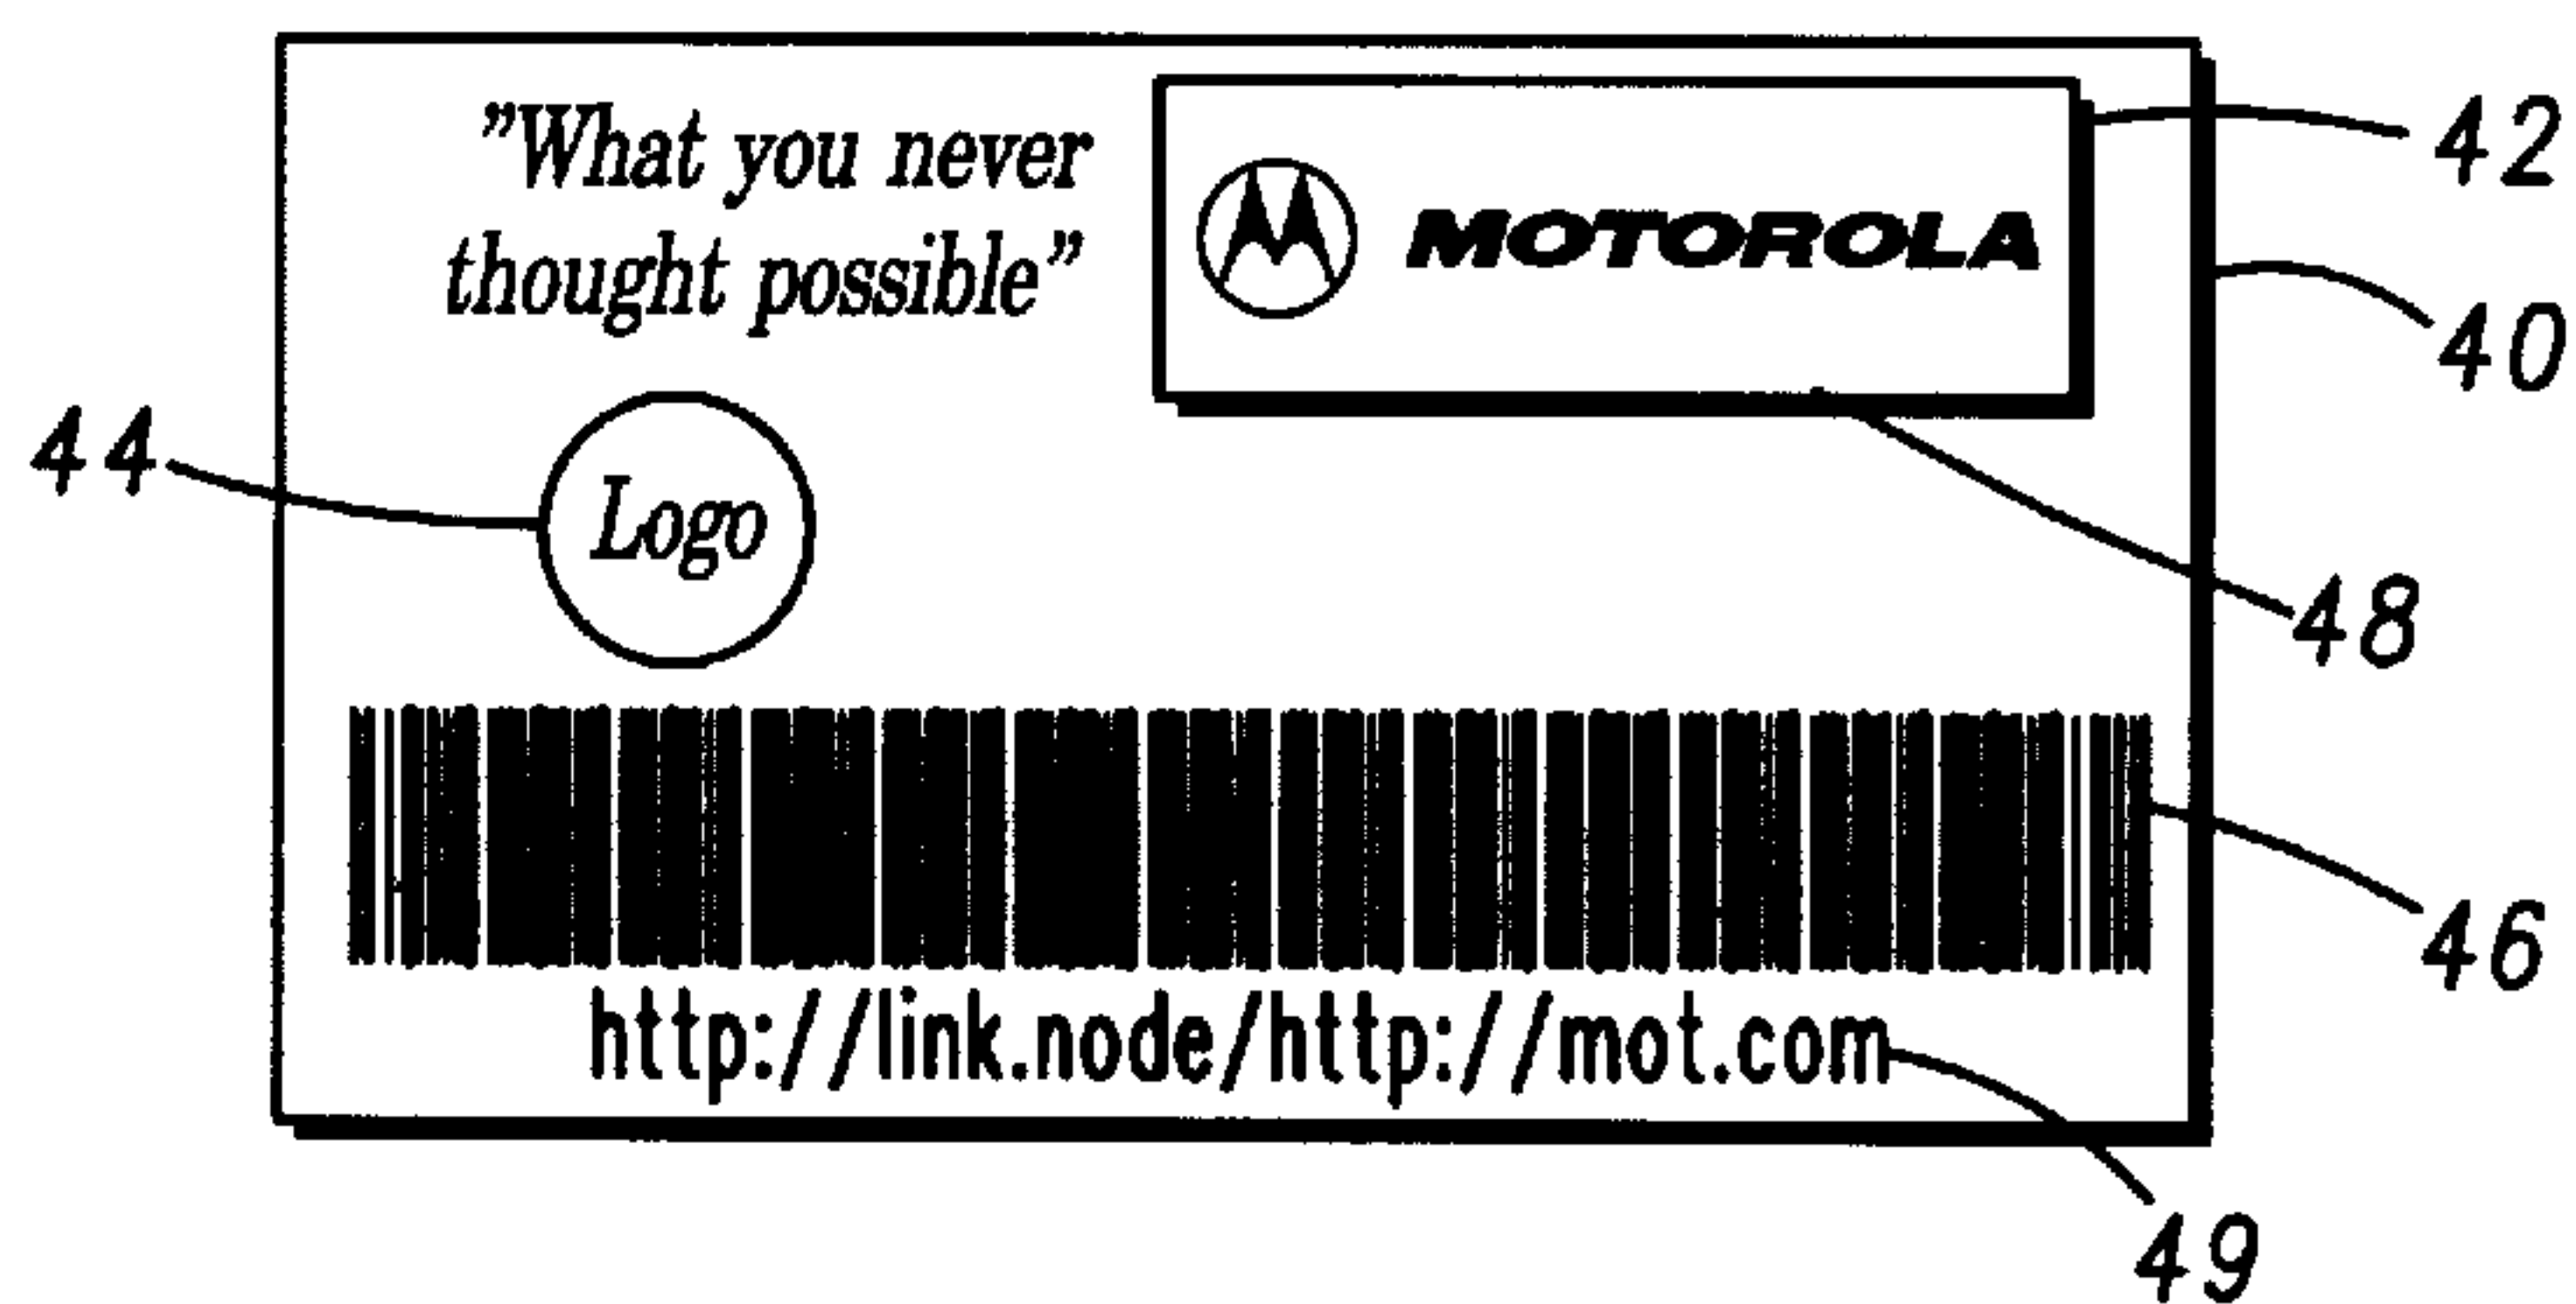 ”What you never
thought possible”
MOTOROLA
42
40
44
Logo
48
46
http://link.node/http://mot.com
49